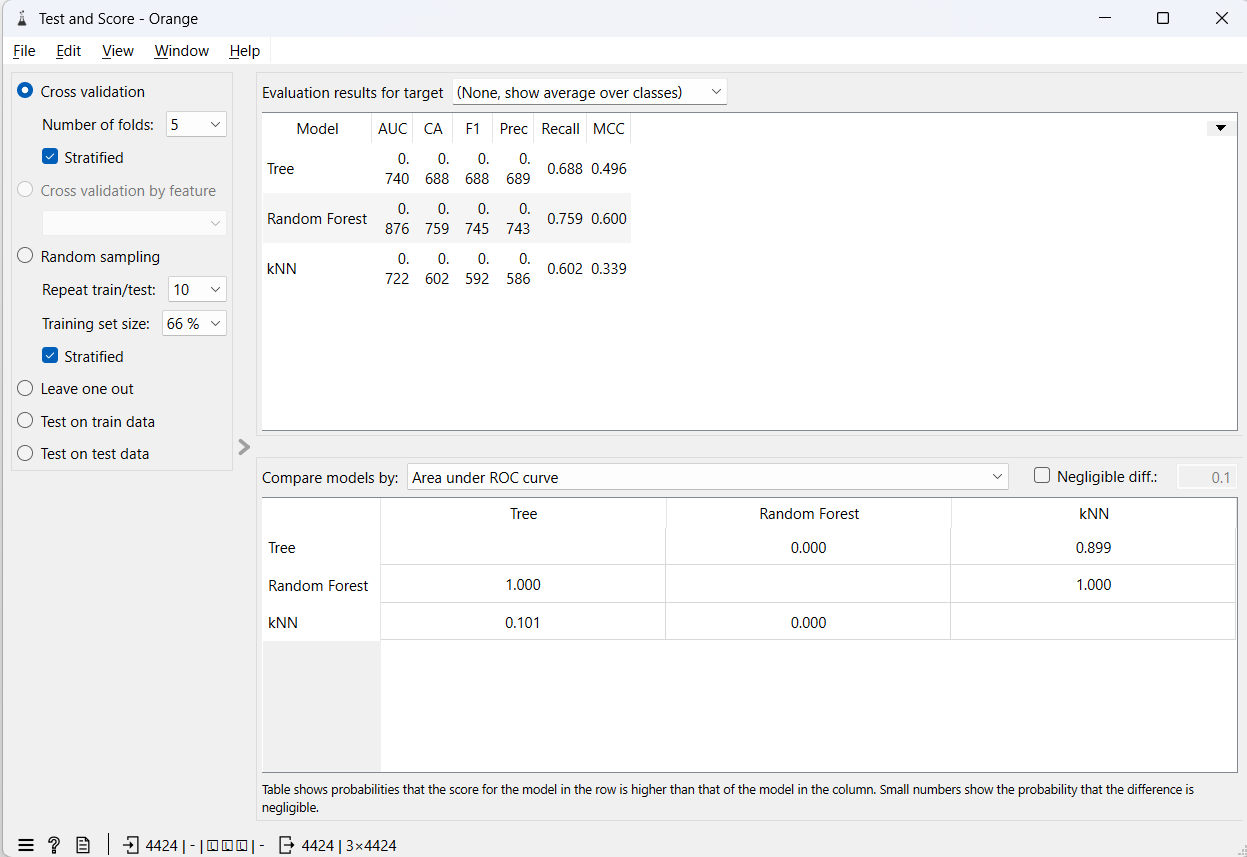 Test and Score - Orange
File Edit View Window Help
Cross validation
Number of folds: 5
Stratified
Cross validation by feature
Random sampling
Repeat train/test: 10
Training set size: 66 %
Stratified
Leave one out
Test on train data
Test on test data
Evaluation results for target (None, show average over classes)
Model AUC CA F1 Prec Recall MCC
Tree 0.740 0.688 0.688 0.689 0.688 0.496
Random Forest 0.876 0.759 0.745 0.743 0.759 0.600
kNN 0.722 0.602 0.592 0.586 0.602 0.339
Compare models by: Area under ROC curve Negligible diff.: 0.1
Tree Random Forest kNN
Tree 0.000 0.899
Random Forest 1.000 1.000
kNN 0.101 0.000
Table shows probabilities that the score for the model in the row is higher than that of the model in the column. Small numbers show the probability that the difference is
negligible.
4424 | - | | - 4424 | 3×4424